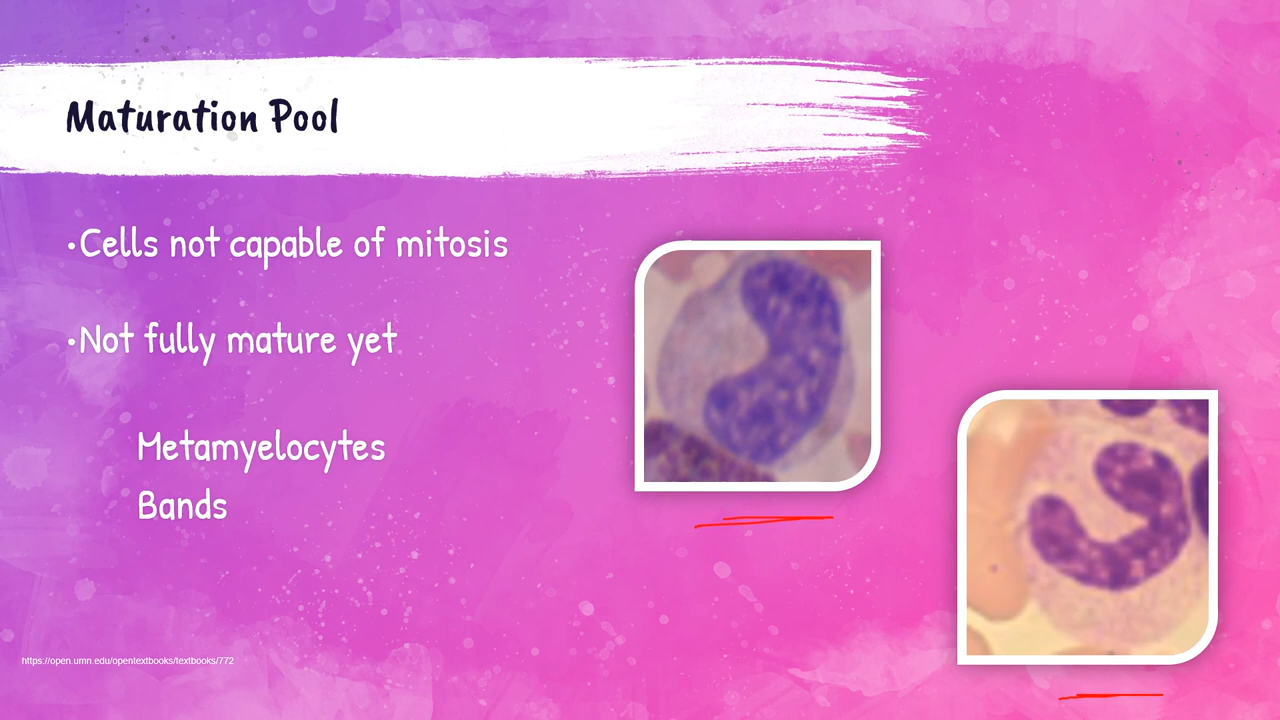 Maturation Pool
•Cells not capable of mitosis
•Not fully mature yet
Metamyelocytes
Bands
https://open.umn.edu/opentextbooks/textbooks/772